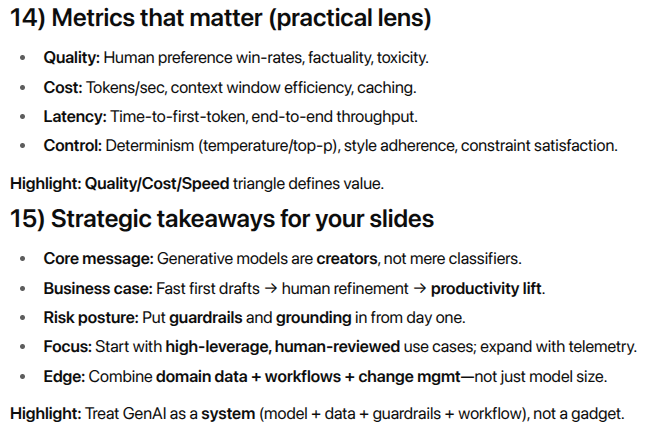 14) Metrics that matter (practical lens)
• Quality: Human preference win-rates, factuality, toxicity.
• Cost: Tokens/sec, context window efficiency, caching.
• Latency: Time-to-first-token, end-to-end throughput.
• Control: Determinism (temperature/top-p), style adherence, constraint satisfaction.
Highlight: Quality/Cost/Speed triangle defines value.
15) Strategic takeaways for your slides
• Core message: Generative models are creators, not mere classifiers.
• Business case: Fast first drafts → human refinement → productivity lift.
• Risk posture: Put guardrails and grounding in from day one.
• Focus: Start with high-leverage, human-reviewed use cases; expand with telemetry.
• Edge: Combine domain data + workflows + change mgmt—not just model size.
Highlight: Treat GenAI as a system (model + data + guardrails + workflow), not a gadget.